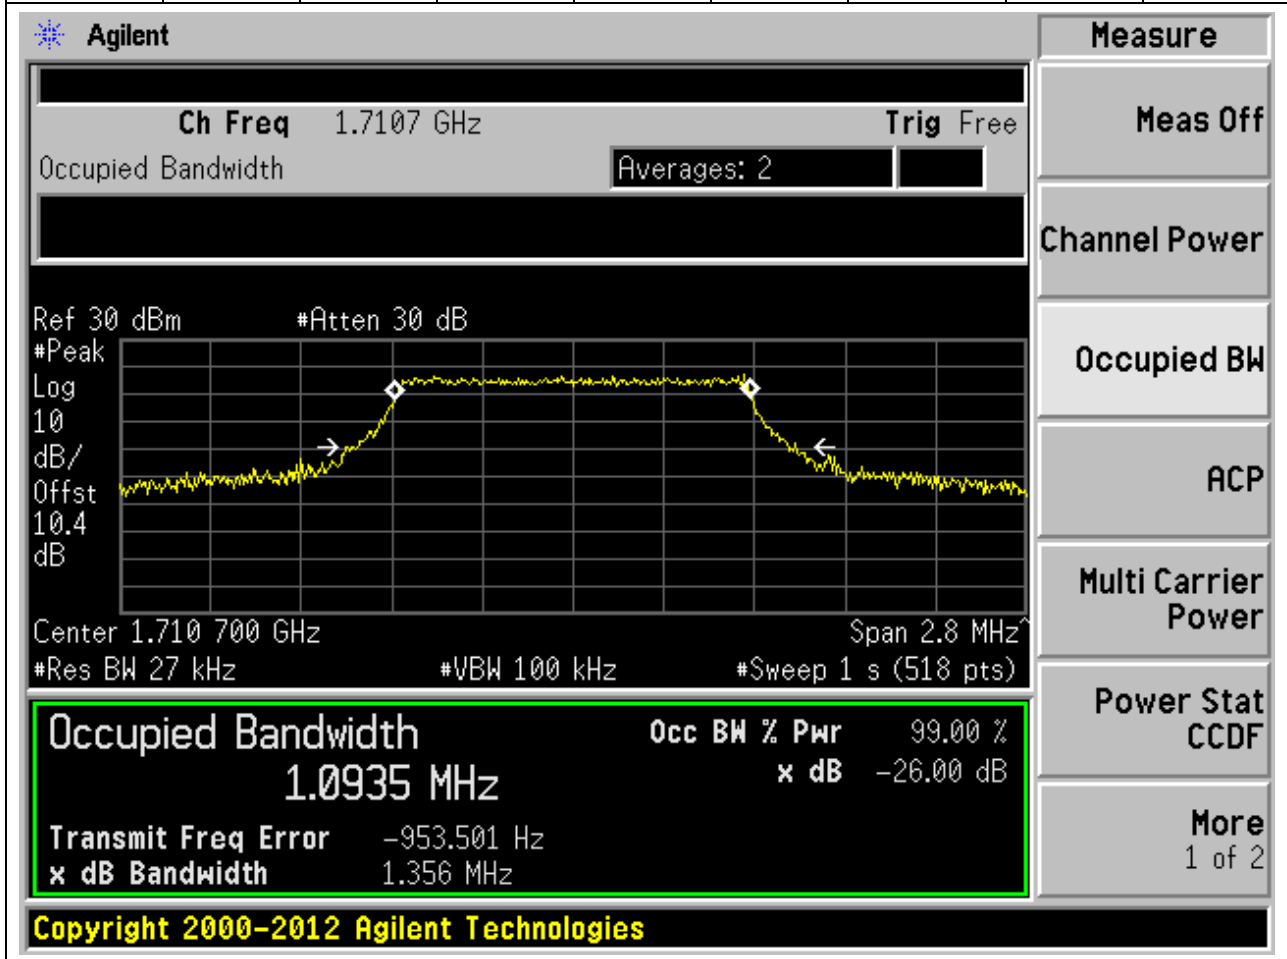 Agilent
Measure
Ch Freq 1.7107 GHz Trig Free
Occupied Bandwidth Averages: 2
Ref 30 dBm #Atten 30 dB
#Peak
Log
10
dB/
Offst
10.4
dB
Center 1.710 700 GHz Span 2.8 MHz^
#Res BW 27 kHz #VBW 100 kHz #Sweep 1 s (518 pts)
Occupied Bandwidth Occ BW % Pwr 99.00 %
1.0935 MHz x dB -26.00 dB
Transmit Freq Error -953.501 Hz
x dB Bandwidth 1.356 MHz
Copyright 2000-2012 Agilent Technologies
Meas Off
Channel Power
Occupied BW
ACP
Multi Carrier
Power
Power Stat
CCDF
More
1 of 2